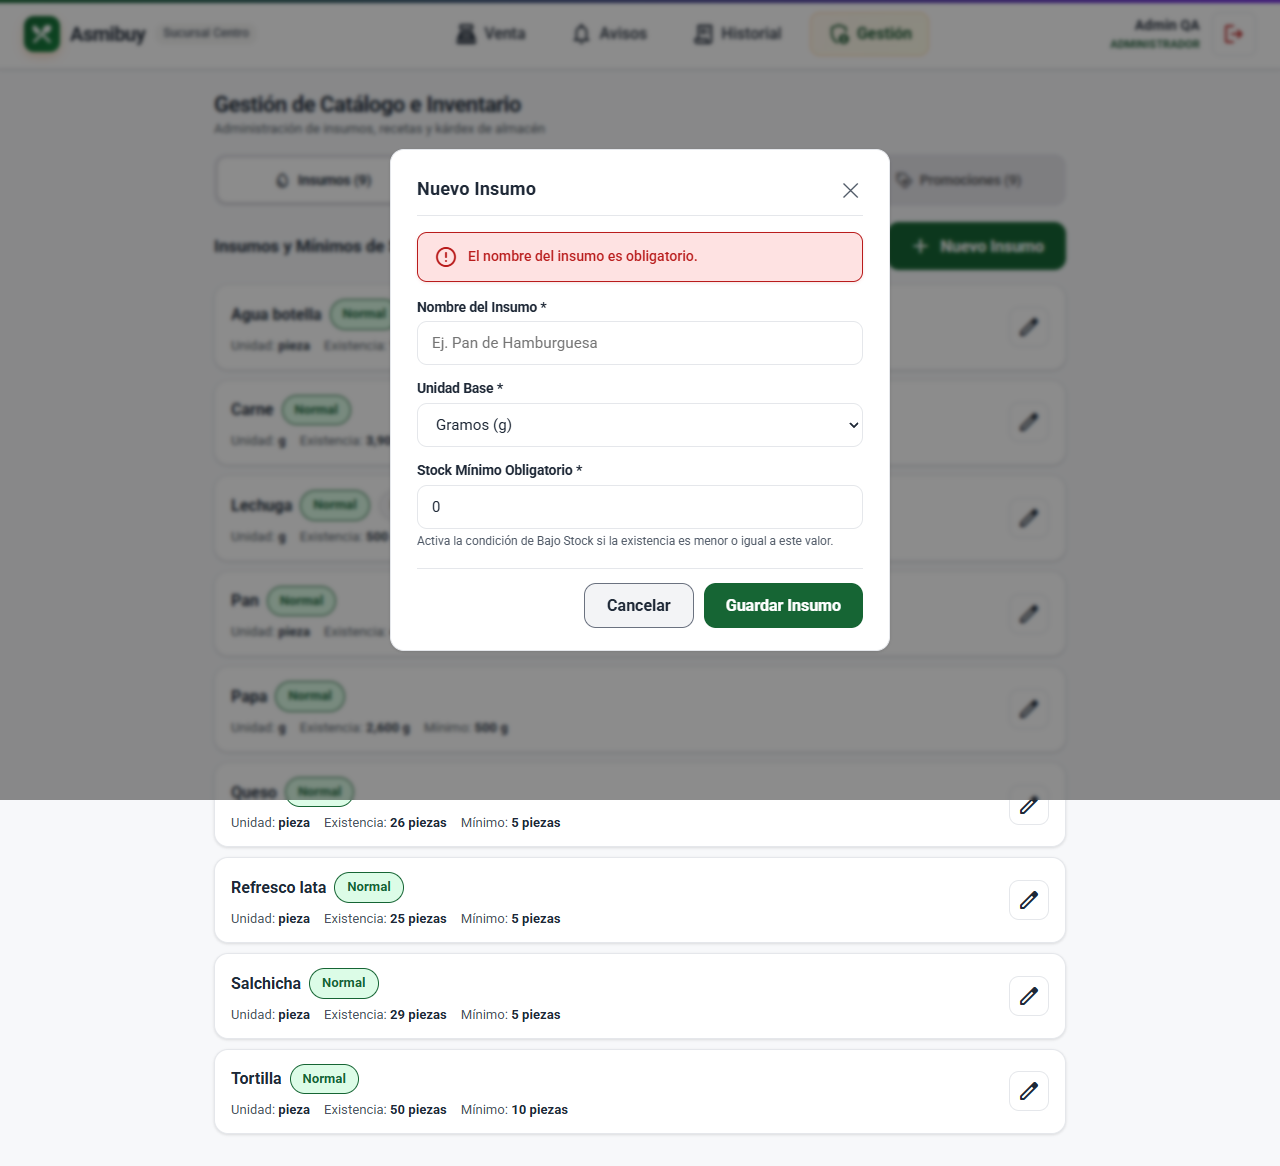 Asmibuy Sucursal Centro Venta Avisos Historial Gestión Admin QA
ADMINISTRADOR
Gestión de Catálogo e Inventario
Administración de insumos, recetas y kárdex de almacén
Insumos (9) Promociones (9)
Insumos y Mínimos de
Nuevo Insumo
Nuevo Insumo
El nombre del insumo es obligatorio.
Nombre del Insumo *
Ej. Pan de Hamburguesa
Unidad Base *
Gramos (g)
Stock Mínimo Obligatorio *
0
Activa la condición de Bajo Stock si la existencia es menor o igual a este valor.
Cancelar Guardar Insumo
Agua botella Normal
Unidad: pieza Existencia:
Carne Normal
Unidad: g Existencia:
Lechuga Normal
Unidad: g Existencia: 500
Pan Normal
Unidad: pieza Existencia:
Papa Normal
Unidad: g Existencia: 2,600 g Mínimo: 500 g
Queso Normal
Unidad: pieza Existencia: 26 piezas Mínimo: 5 piezas
Refresco lata Normal
Unidad: pieza Existencia: 25 piezas Mínimo: 5 piezas
Salchicha Normal
Unidad: pieza Existencia: 29 piezas Mínimo: 5 piezas
Tortilla Normal
Unidad: pieza Existencia: 50 piezas Mínimo: 10 piezas